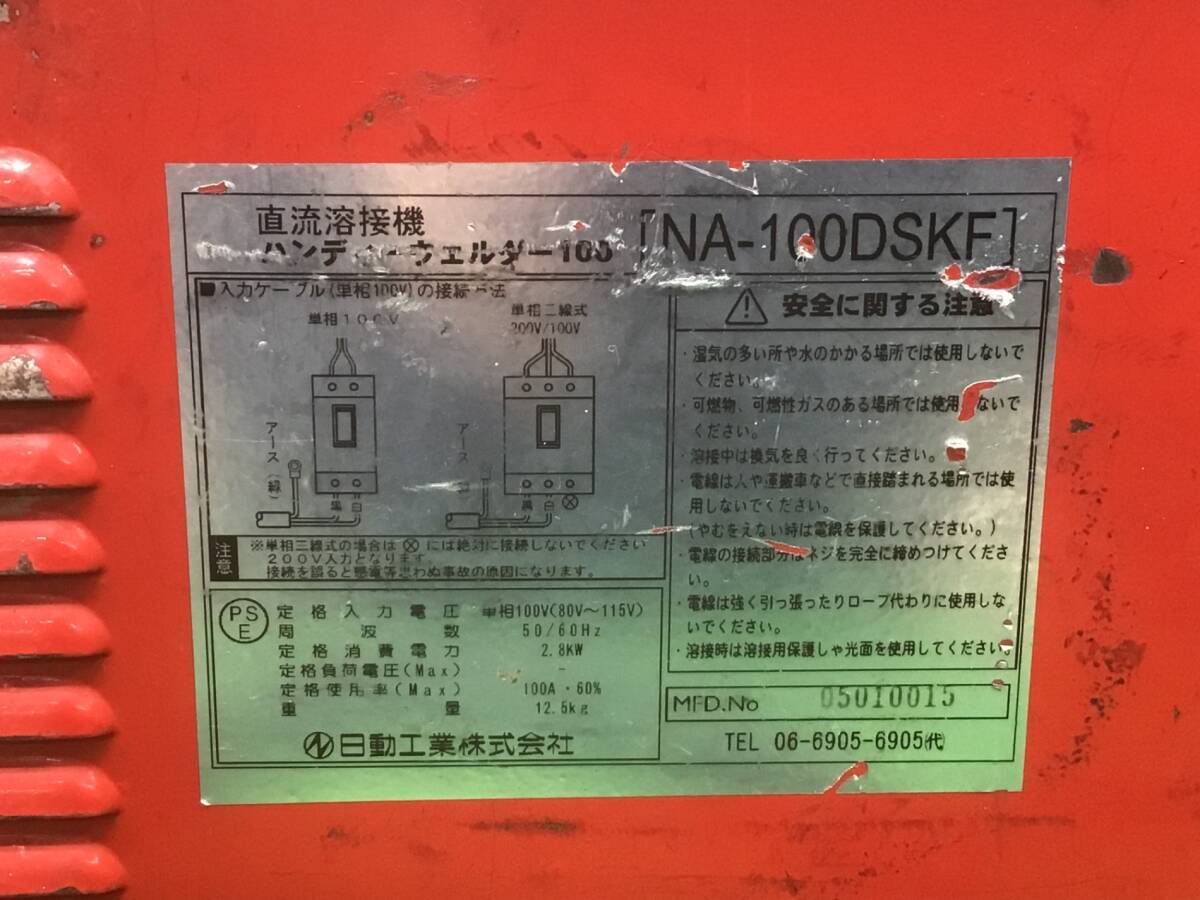 直流溶接機
ハンディーウェルダー100 [NA-100DSKF]
■入力ケーブル(単相100V)の接続方法
単相100V
単相三線式
200V/100V
アース(緑)
黒 白
アース(緑)
黒 白 ⊗
注意
※単相三線式の場合は⊗には絶対に接続しないでください
200V入力となります
接続を誤ると感電等思わぬ事故の原因になります。
PS
E
定格入力電圧 単相100V(80V～115V)
周波数 50/60Hz
定格消費電力 2.8KW
定格負荷電圧(Max) -
定格使用率(Max) 100A・60%
重量 12.5kg
日動工業株式会社
安全に関する注意
・湿気の多い所や水のかかる場所では使用しないで
ください。
・可燃物、可燃性ガスのある場所では使用しないで
ください。
・溶接中は換気を良く行ってください。
・電線は人や運搬車などで直接踏まれる場所では使
用しないでください。
(やむをえない時は電線を保護してください。)
・電線の接続部分はネジを完全に締めつけてくださ
い。
・電線は強く引っ張ったりロープ代わりに使用しな
いでください。
・溶接時は溶接用保護しゃ光面を使用してください。
MFD.No 05010015
TEL 06-6905-6905㈹